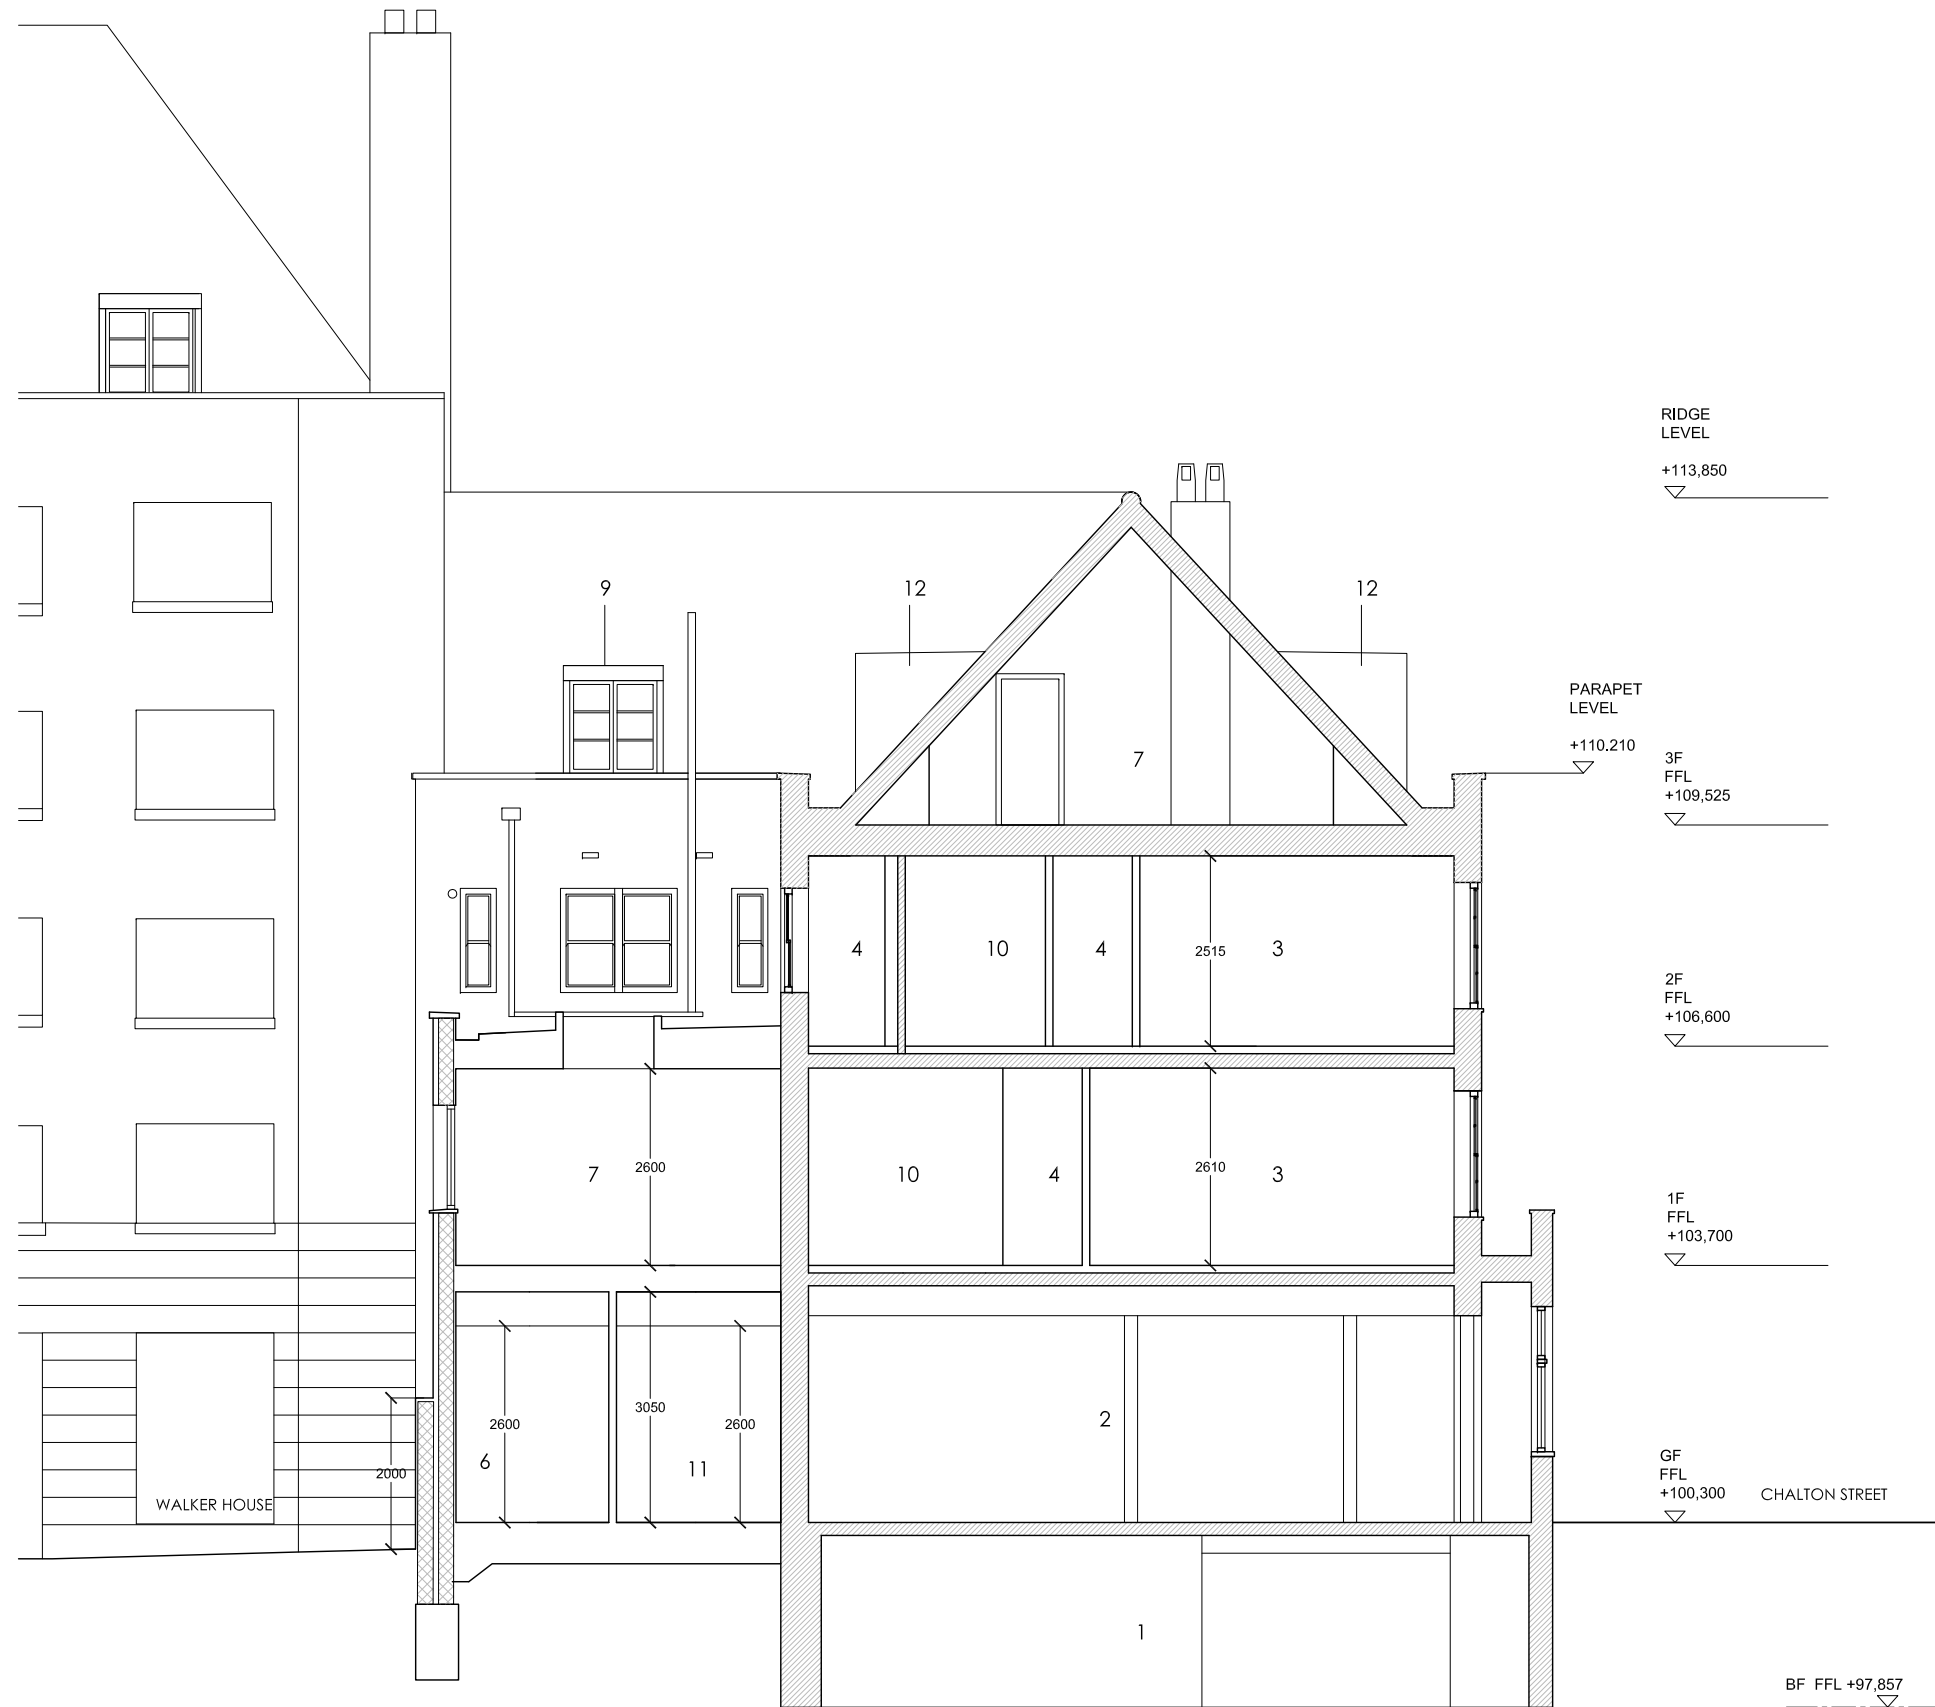 RIDGE
LEVEL
+113,850
9
12
12
PARAPET
LEVEL
+110.210
7
3F
FFL
+109,525
4
10
4
2515
3
2F
FFL
+106,600
7
2600
10
4
2610
3
1F
FFL
+103,700
2600
3050
2600
2
6
11
2000
WALKER HOUSE
GF
FFL
+100,300
CHALTON STREET
1
BF FFL +97,857